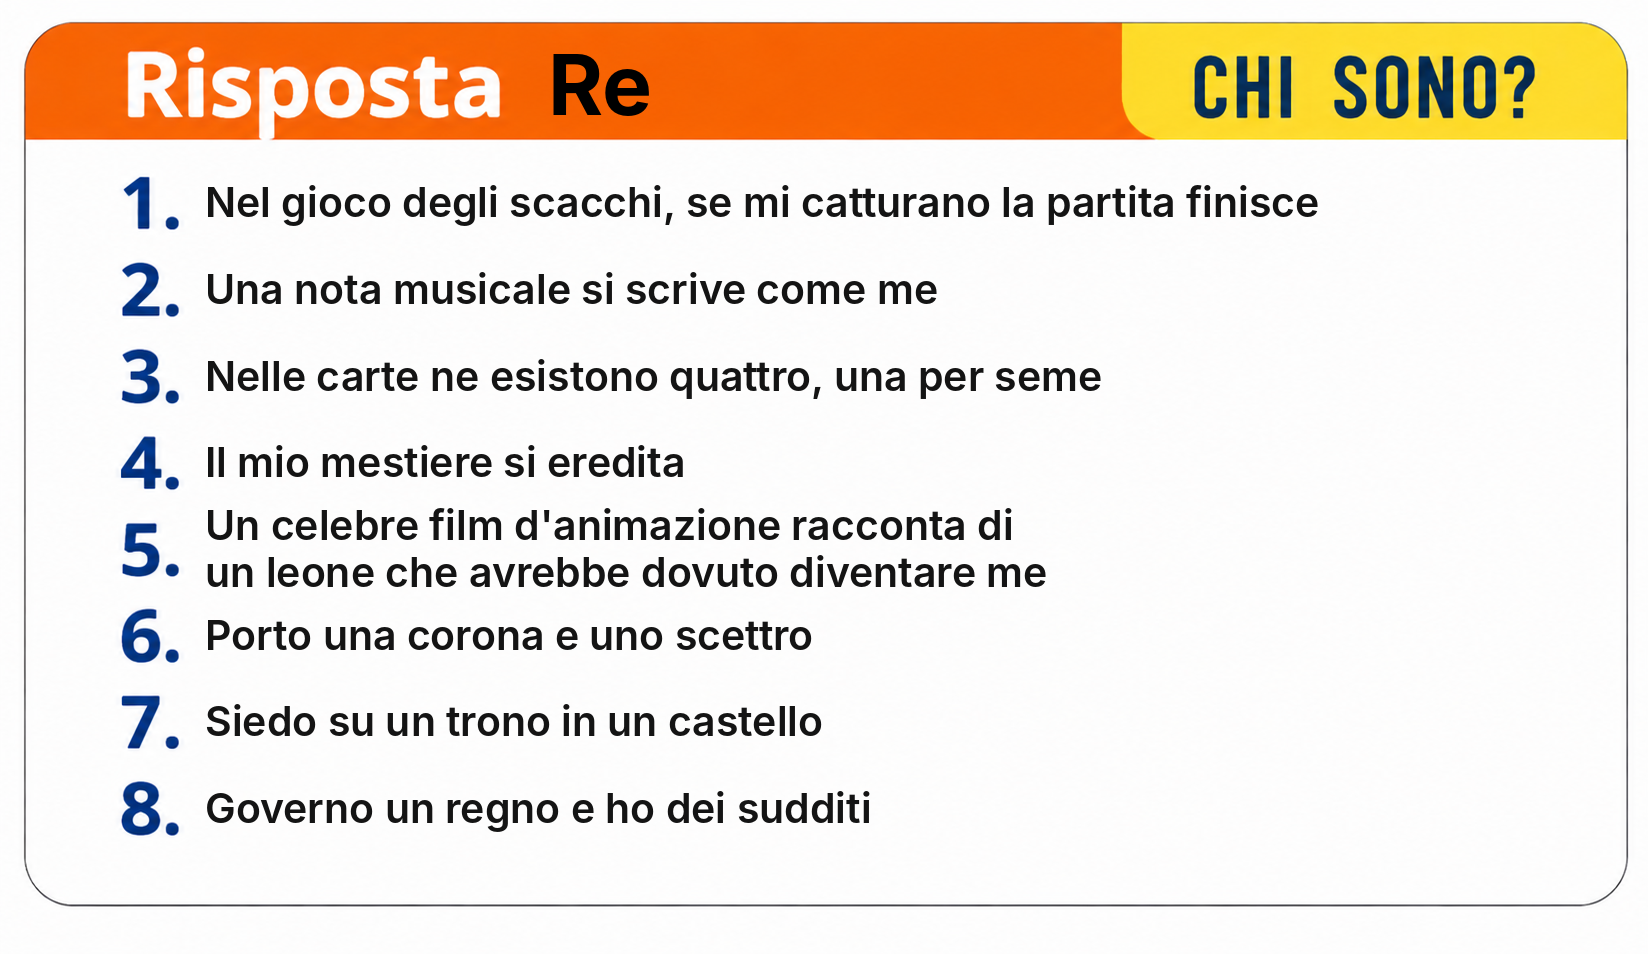 Risposta Re
CHI SONO?
1. Nel gioco degli scacchi, se mi catturano la partita finisce
2. Una nota musicale si scrive come me
3. Nelle carte ne esistono quattro, una per seme
4. Il mio mestiere si eredita
5. Un celebre film d'animazione racconta di
un leone che avrebbe dovuto diventare me
6. Porto una corona e uno scettro
7. Siedo su un trono in un castello
8. Governo un regno e ho dei sudditi